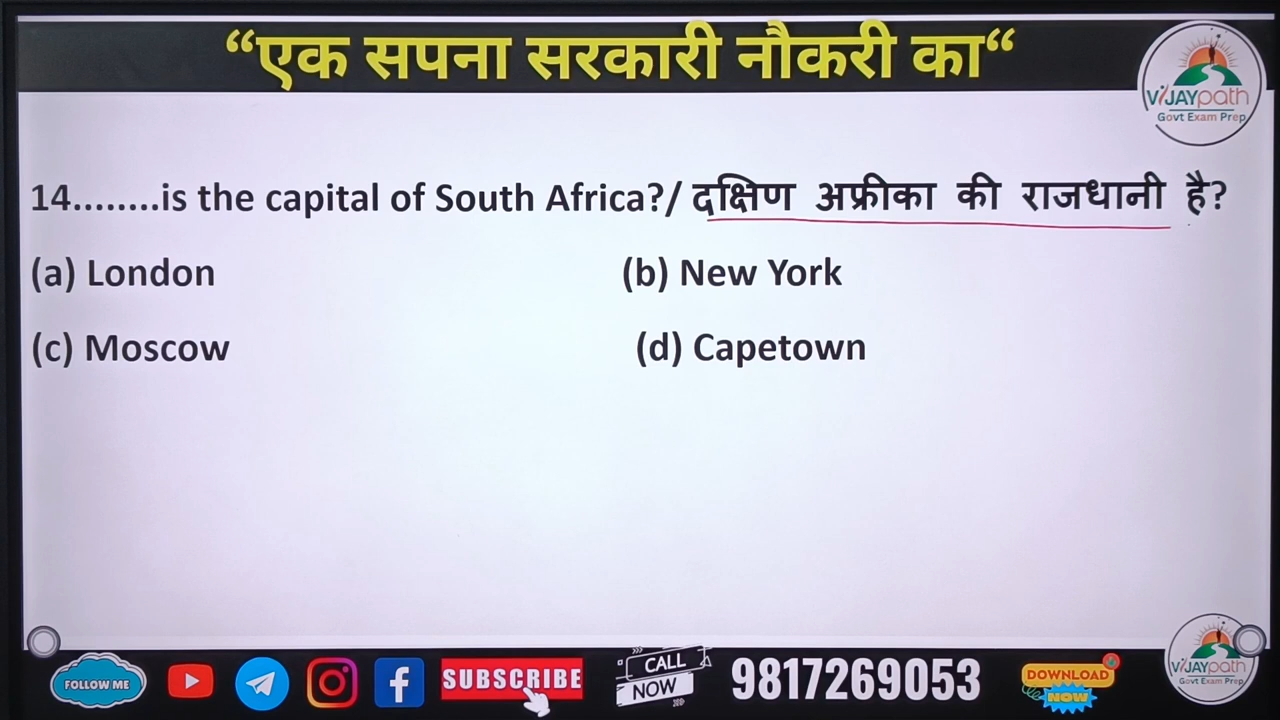 “एक सपना सरकारी नौकरी का“
VIJAYpath
Govt Exam Prep
14........is the capital of South Africa?/ दक्षिण अफ्रीका की राजधानी है?
(a) London
(b) New York
(c) Moscow
(d) Capetown
FOLLOW ME
SUBSCRIBE
CALL
NOW
9817269053
DOWNLOAD
NOW
VIJAYpath
Govt Exam Prep